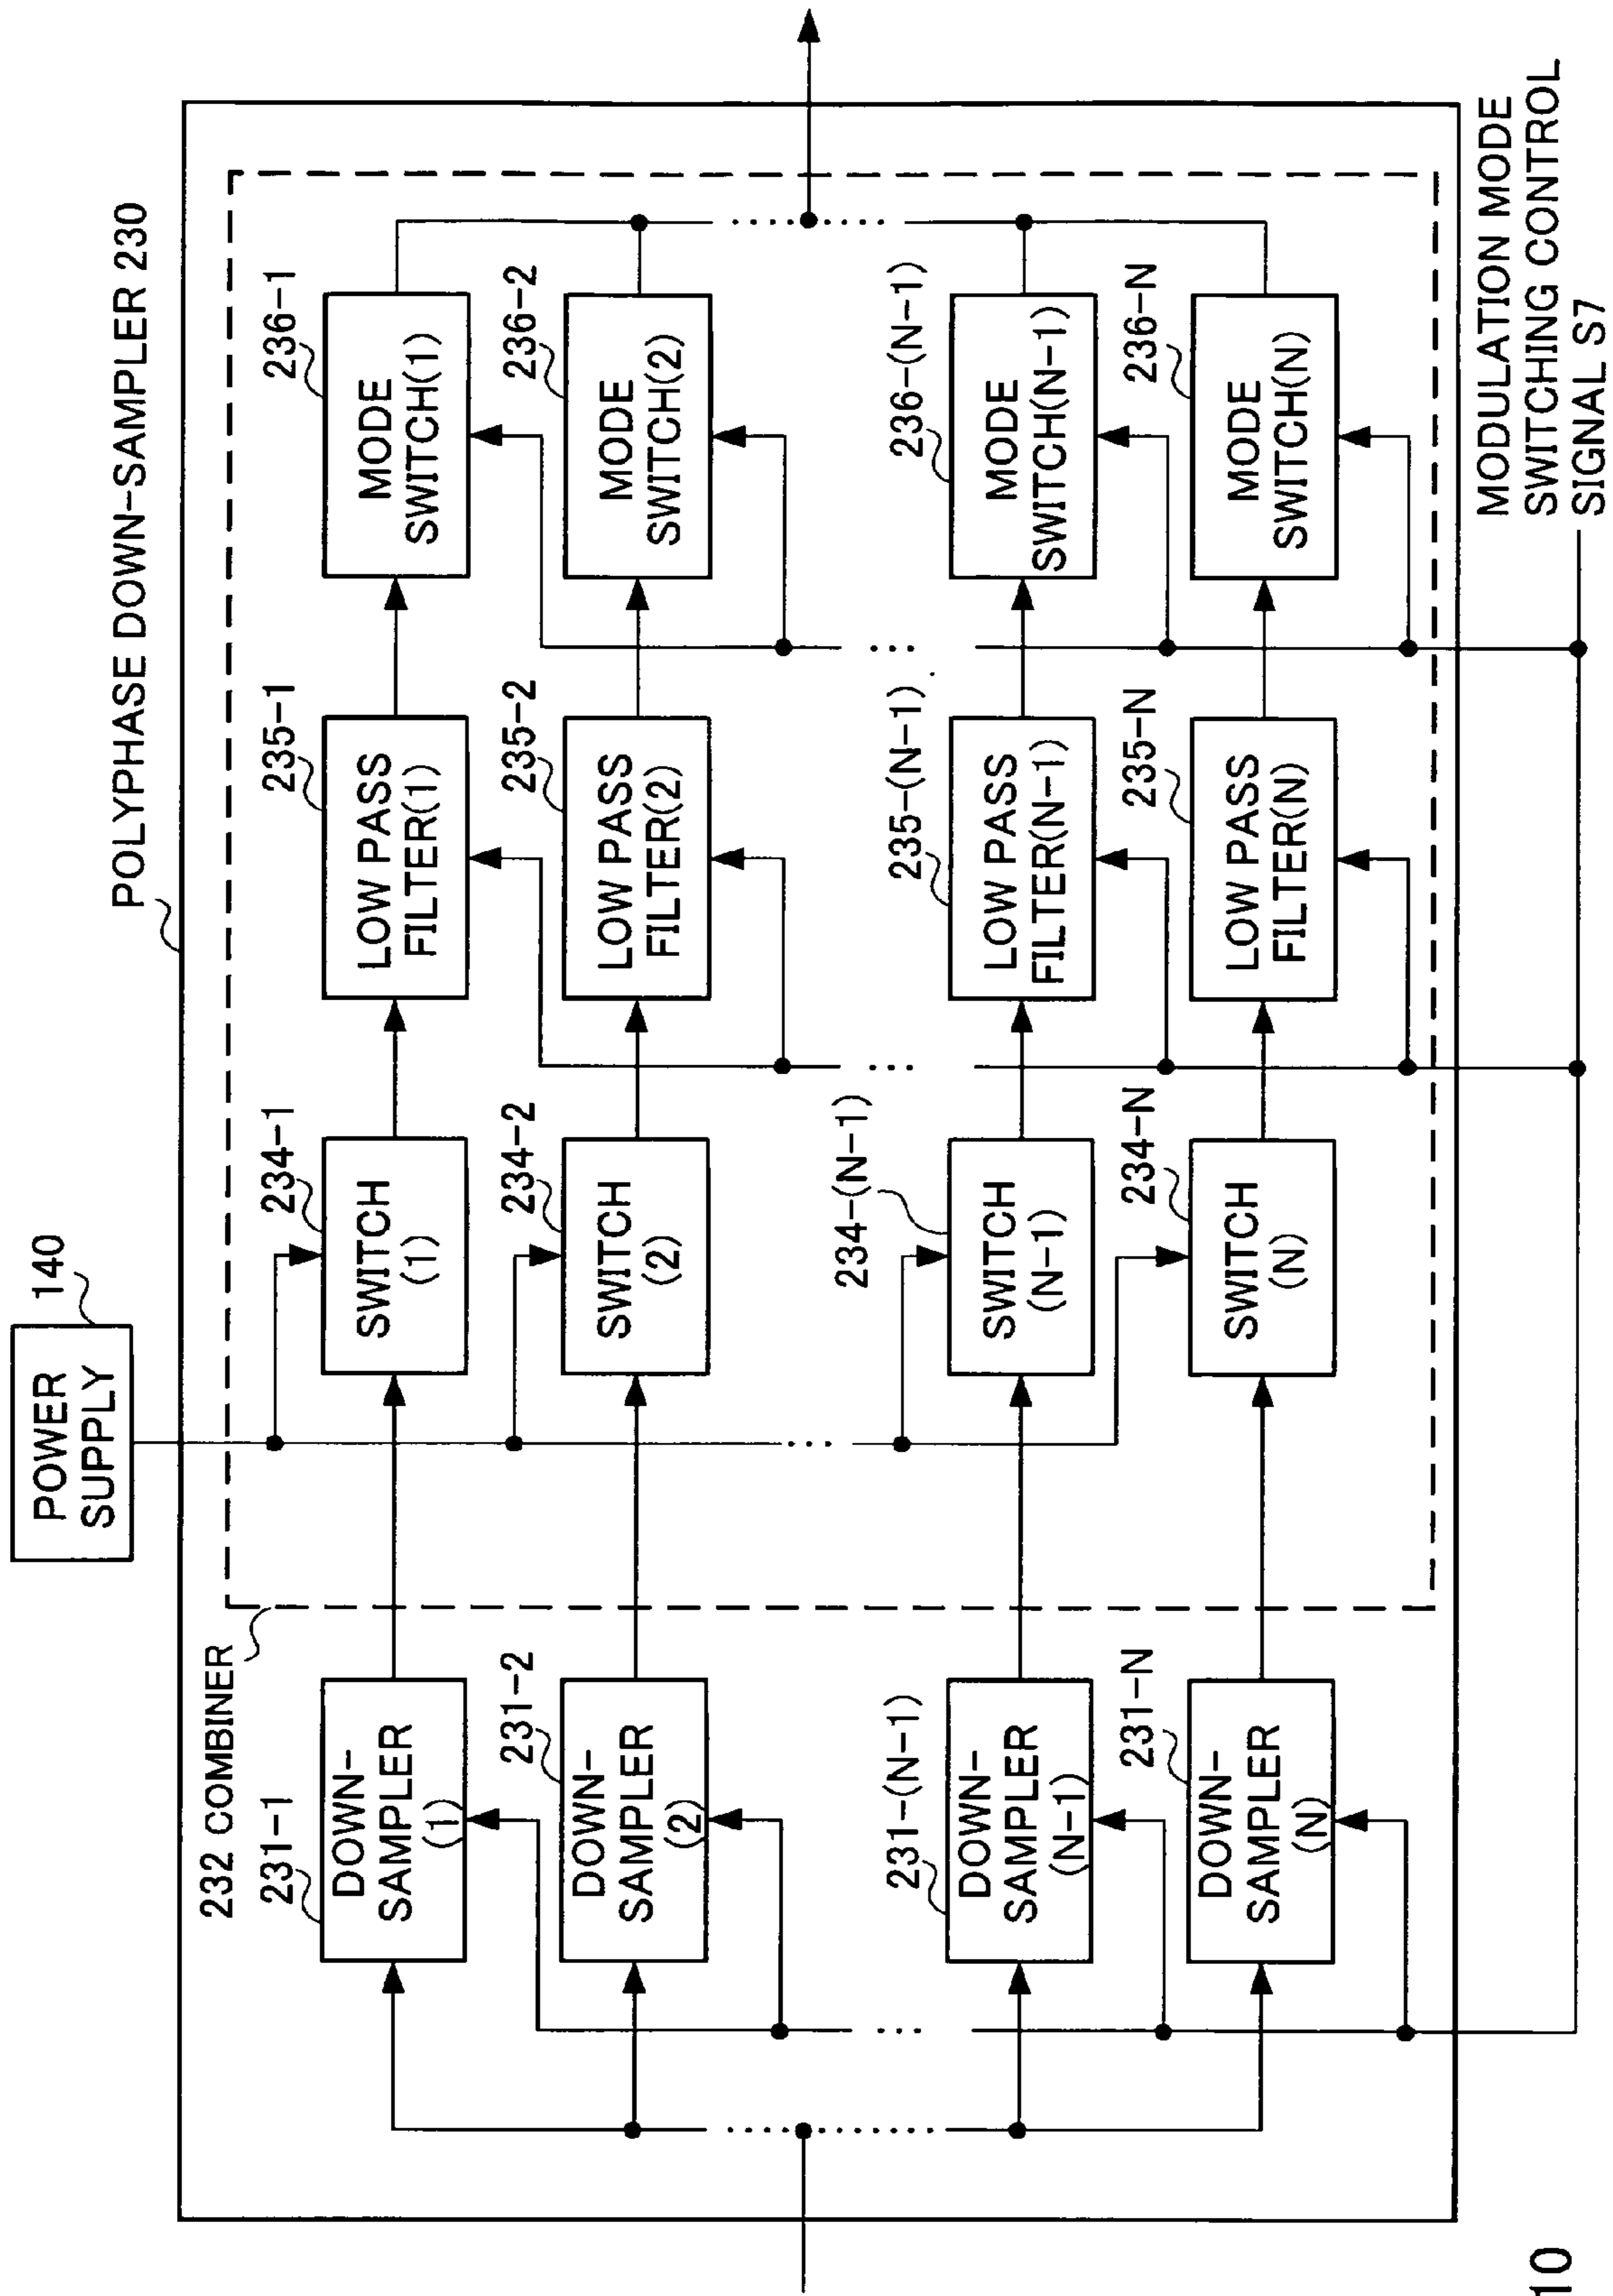 POLYPHASE DOWN-SAMPLER 230
POWER
SUPPLY
140
232 COMBINER
231-1
DOWN-
SAMPLER
(1)
234-1
SWITCH
(1)
235-1
LOW PASS
FILTER(1)
236-1
MODE
SWITCH(1)
231-2
DOWN-
SAMPLER
(2)
234-2
SWITCH
(2)
235-2
LOW PASS
FILTER(2)
236-2
MODE
SWITCH(2)
231-(N-1)
DOWN-
SAMPLER
(N-1)
234-(N-1)
SWITCH
(N-1)
235-(N-1)
LOW PASS
FILTER(N-1)
236-(N-1)
MODE
SWITCH(N-1)
231-N
DOWN-
SAMPLER
(N)
234-N
SWITCH
(N)
235-N
LOW PASS
FILTER(N)
236-N
MODE
SWITCH(N)
MODULATION MODE
SWITCHING CONTROL
SIGNAL S7
10